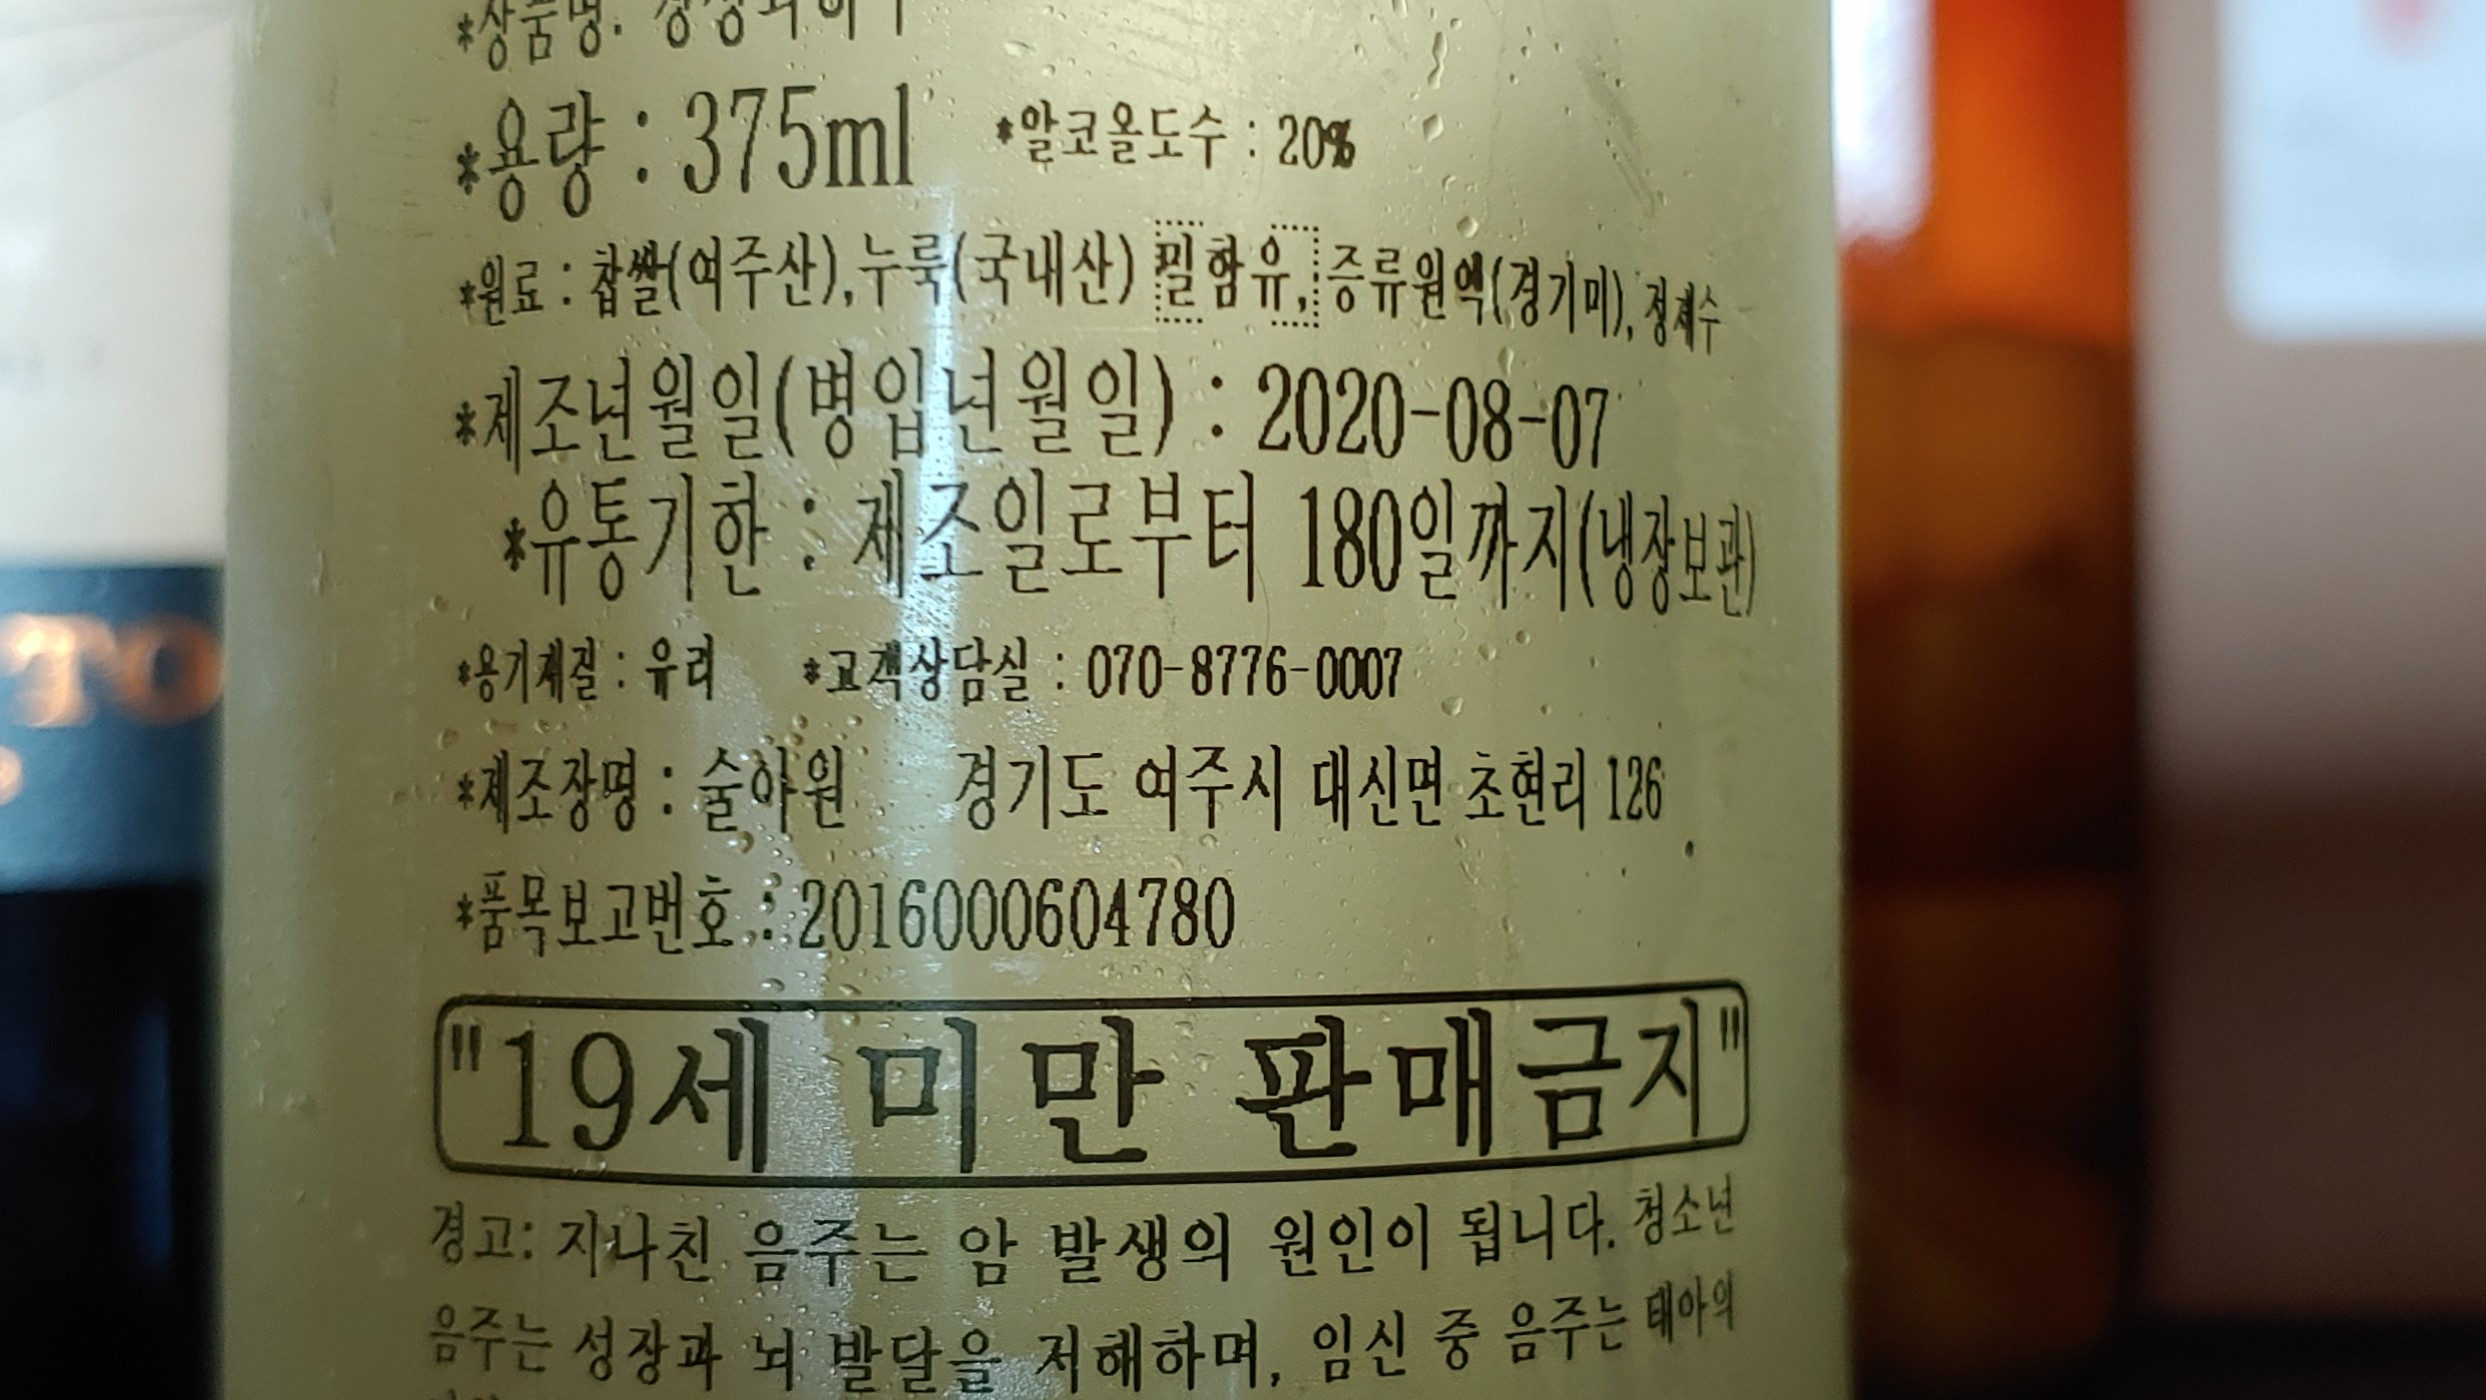 *상품명:
*용량 : 375ml *알코올도수 : 20%
*원료 : 찹쌀(여주산),누룩(국내산) 밀함유, 증류원액(경기미), 정제수
*제조년월일(병입년월일) : 2020-08-07
*유통기한 : 제조일로부터 180일까지(냉장보관)
*용기재질 : 유리 *고객상담실 : 070-8776-0007
*제조장명 : 술아원 경기도 여주시 대신면 초현리 126
*품목보고번호 : 2016000604780
"19세 미만 판매금지"
경고: 지나친 음주는 암 발생의 원인이 됩니다. 청소년
음주는 성장과 뇌 발달을 저해하며, 임신 중 음주는 태아의
TO